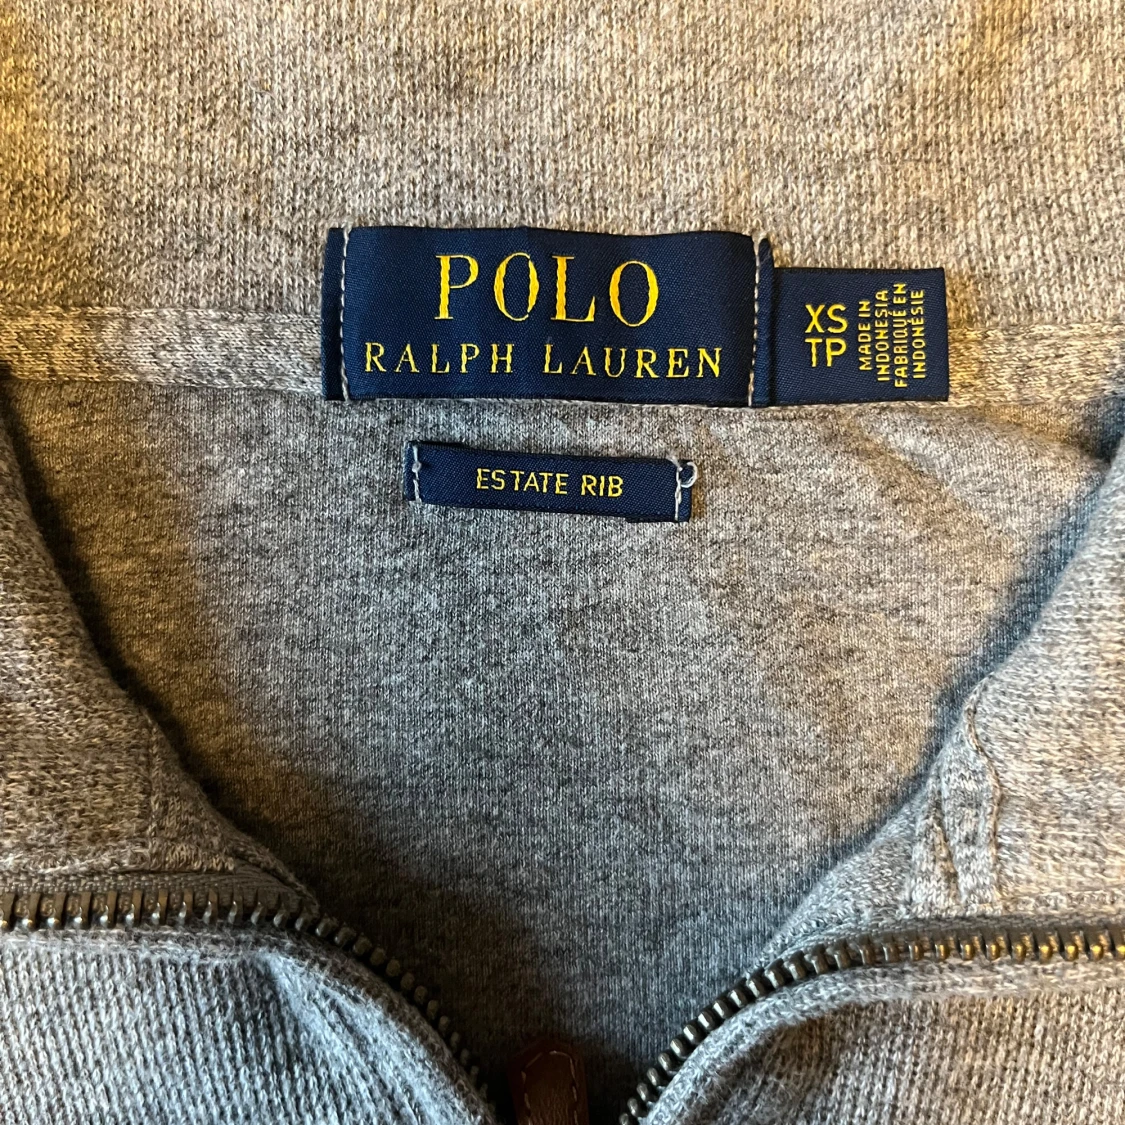 POLO
RALPH LAUREN
XS
TP
MADE IN
INDONESIA
FABRIQUÉ EN
INDONÉSIE
ESTATE RIB